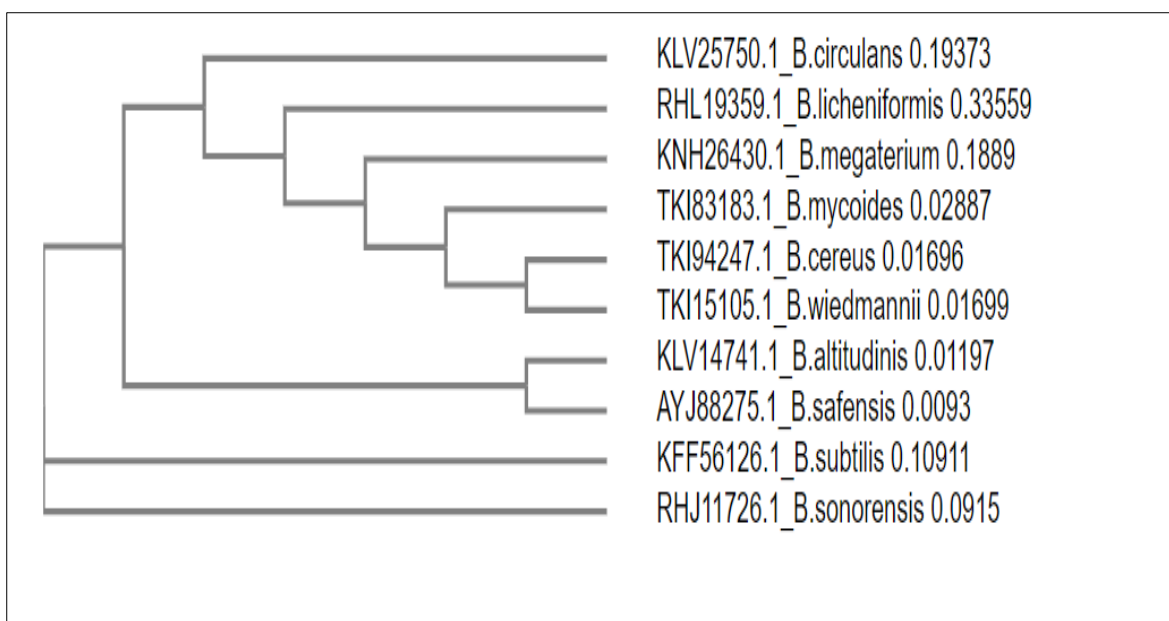 KLV25750.1_B.circulans 0.19373
RHL19359.1_B.licheniformis 0.33559
KNH26430.1_B.megaterium 0.1889
TKI83183.1_B.mycoides 0.02887
TKI94247.1_B.cereus 0.01696
TKI15105.1_B.wiedmannii 0.01699
KLV14741.1_B.altitudinis 0.01197
AYJ88275.1_B.safensis 0.0093
KFF56126.1_B.subtilis 0.10911
RHJ11726.1_B.sonorensis 0.0915